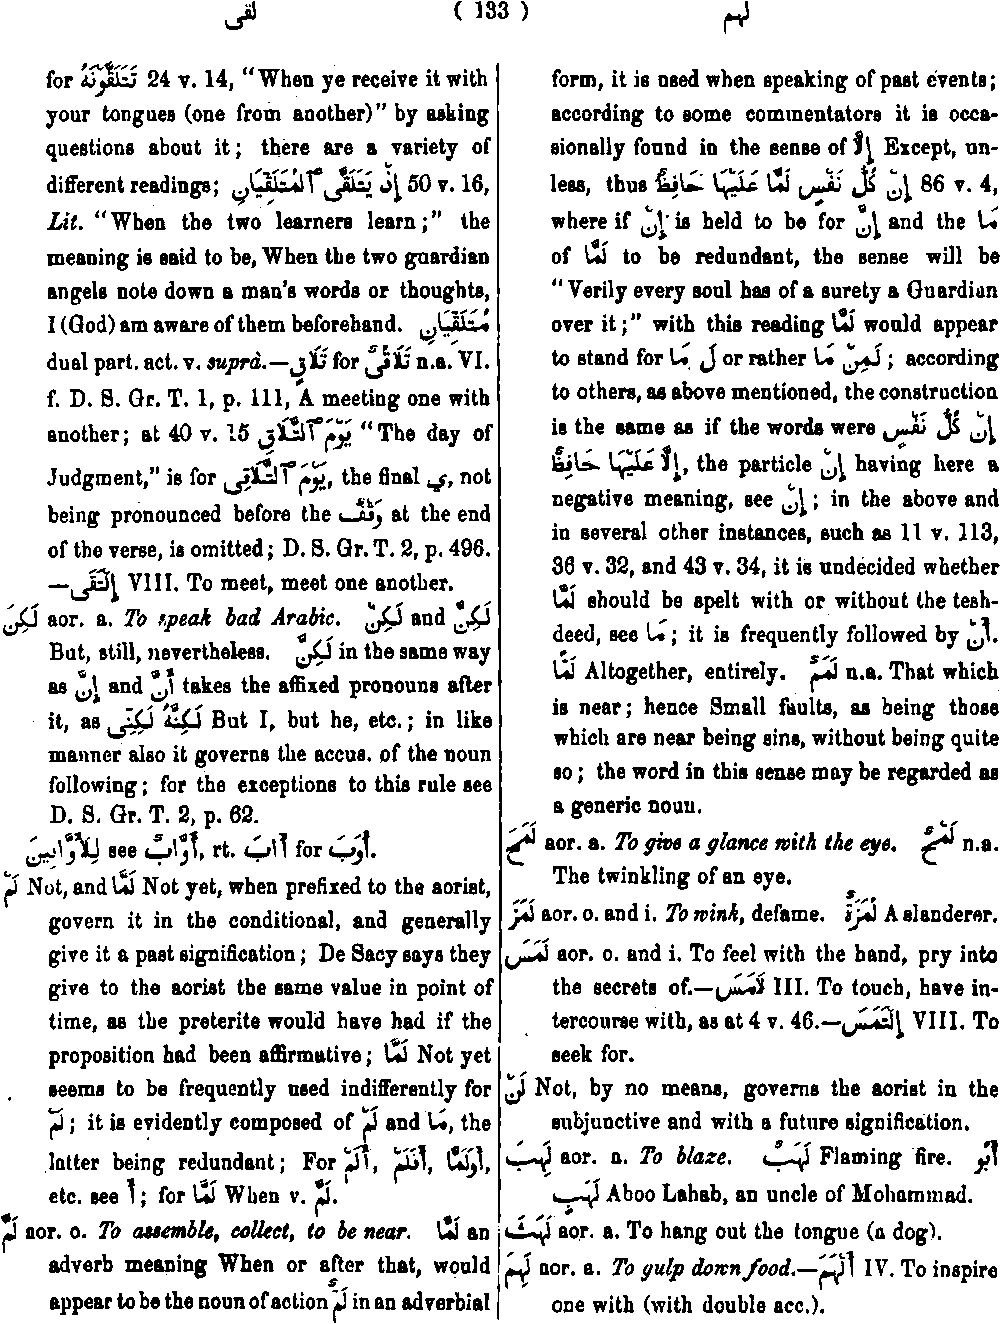 لقى ( 133 ) لهم
for تَتَلَقَّوْنَهُ 24 v. 14, “When ye receive it with
your tongues (one from another)” by asking
questions about it; there are a variety of
different readings; إِذْ يَتَلَقَّى ٱلْمُتَلَقِّيَانِ 50 v. 16,
Lit. “When the two learners learn;” the
meaning is said to be, When the two guardian
angels note down a man's words or thoughts,
I (God) am aware of them beforehand. مُتَلَقِّيَانِ
dual part. act. v. suprà.—تَلَاقٍ for تَلَاقُيٌ n.a. VI.
f. D. S. Gr. T. 1, p. 111, A meeting one with
another; at 40 v. 15 يَوْمَ ٱلتَّلَاقِ “The day of
Judgment,” is for يَوْمَ ٱلتَّلَاقِي, the final ي, not
being pronounced before the وَقْف at the end
of the verse, is omitted; D. S. Gr. T. 2, p. 496.
—إِلْتَقَى VIII. To meet, meet one another.
لَكِنَ aor. a. To speak bad Arabic. لَكِنْ and لَكِنَّ
But, still, nevertheless. لَكِنَّ in the same way
as إِنَّ and أَنَّ takes the affixed pronouns after
it, as لَكِنَّهُ لَكِنِّي But I, but he, etc.; in like
manner also it governs the accus. of the noun
following; for the exceptions to this rule see
D. S. Gr. T. 2, p. 62.
لِلْأَوَّابِينَ see أَوَّابٌ, rt. آبَ for أَوَبَ.
لَمْ Not, and لَمَّا Not yet, when prefixed to the aorist,
govern it in the conditional, and generally
give it a past signification; De Sacy says they
give to the aorist the same value in point of
time, as the preterite would have had if the
proposition had been affirmative; لَمَّا Not yet
seems to be frequently used indifferently for
لَمْ; it is evidently composed of لَمْ and مَا, the
latter being redundant; For أَلَمْ, أَفَلَمْ, أَوَلَمَّا,
etc. see أ; for لَمَّا When v. لَمَّ.
لَمَّ aor. o. To assemble, collect, to be near. لَمَّا an
adverb meaning When or after that, would
appear to be the noun of action لَمٌّ in an adverbial
form, it is used when speaking of past events;
according to some commentators it is occa-
sionally found in the sense of إِلَّا Except, un-
less, thus إِنْ كُلُّ نَفْسٍ لَمَّا عَلَيْهَا حَافِظٌ 86 v. 4,
where if إِنْ is held to be for إِنَّ and the مَا
of لَمَّا to be redundant, the sense will be
“Verily every soul has of a surety a Guardian
over it;” with this reading لَمَّا would appear
to stand for لَ مَا or rather لَمِنْ مَا; according
to others, as above mentioned, the construction
is the same as if the words were إِنْ كُلُّ نَفْسٍ
إِلَّا عَلَيْهَا حَافِظٌ, the particle إِنْ having here a
negative meaning, see إِنْ; in the above and
in several other instances, such as 11 v. 113,
36 v. 32, and 43 v. 34, it is undecided whether
لَمَّا should be spelt with or without the tesh-
deed, see مَا; it is frequently followed by أَنْ.
لَمًّا Altogether, entirely. لَمَمٌ n.a. That which
is near; hence Small faults, as being those
which are near being sins, without being quite
so; the word in this sense may be regarded as
a generic noun.
لَمَحَ aor. a. To give a glance with the eye. لَمْحٌ n.a.
The twinkling of an eye.
لَمَزَ aor. o. and i. To wink, defame. لُمَزَةٌ A slanderer.
لَمَسَ aor. o. and i. To feel with the hand, pry into
the secrets of.—لَامَسَ III. To touch, have in-
tercourse with, as at 4 v. 46.—إِلْتَمَسَ VIII. To
seek for.
لَنْ Not, by no means, governs the aorist in the
subjunctive and with a future signification.
لَهِبَ aor. a. To blaze. لَهَبٌ Flaming fire. أَبُو
لَهَبٍ Aboo Lahab, an uncle of Mohammad.
لَهَثَ aor. a. To hang out the tongue (a dog).
لَهِمَ aor. a. To gulp down food.—أَلْهَمَ IV. To inspire
one with (with double acc.).